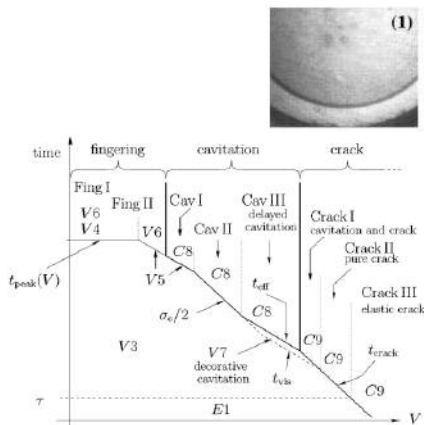 (1)
time
fingering
cavitation
crack
Fing I
Fing II
V6
V4
V6
V5
Cav I
C8
Cav II
C8
Cav III
delayed
cavitation
C8
Crack I
cavitation and crack
Crack II
pure crack
Crack III
elastic crack
t_peak(V)
σ_c/2
t_eff
C9
C9
C9
V3
V7
decorative
cavitation
t_vis
t_crack
τ
E1
V